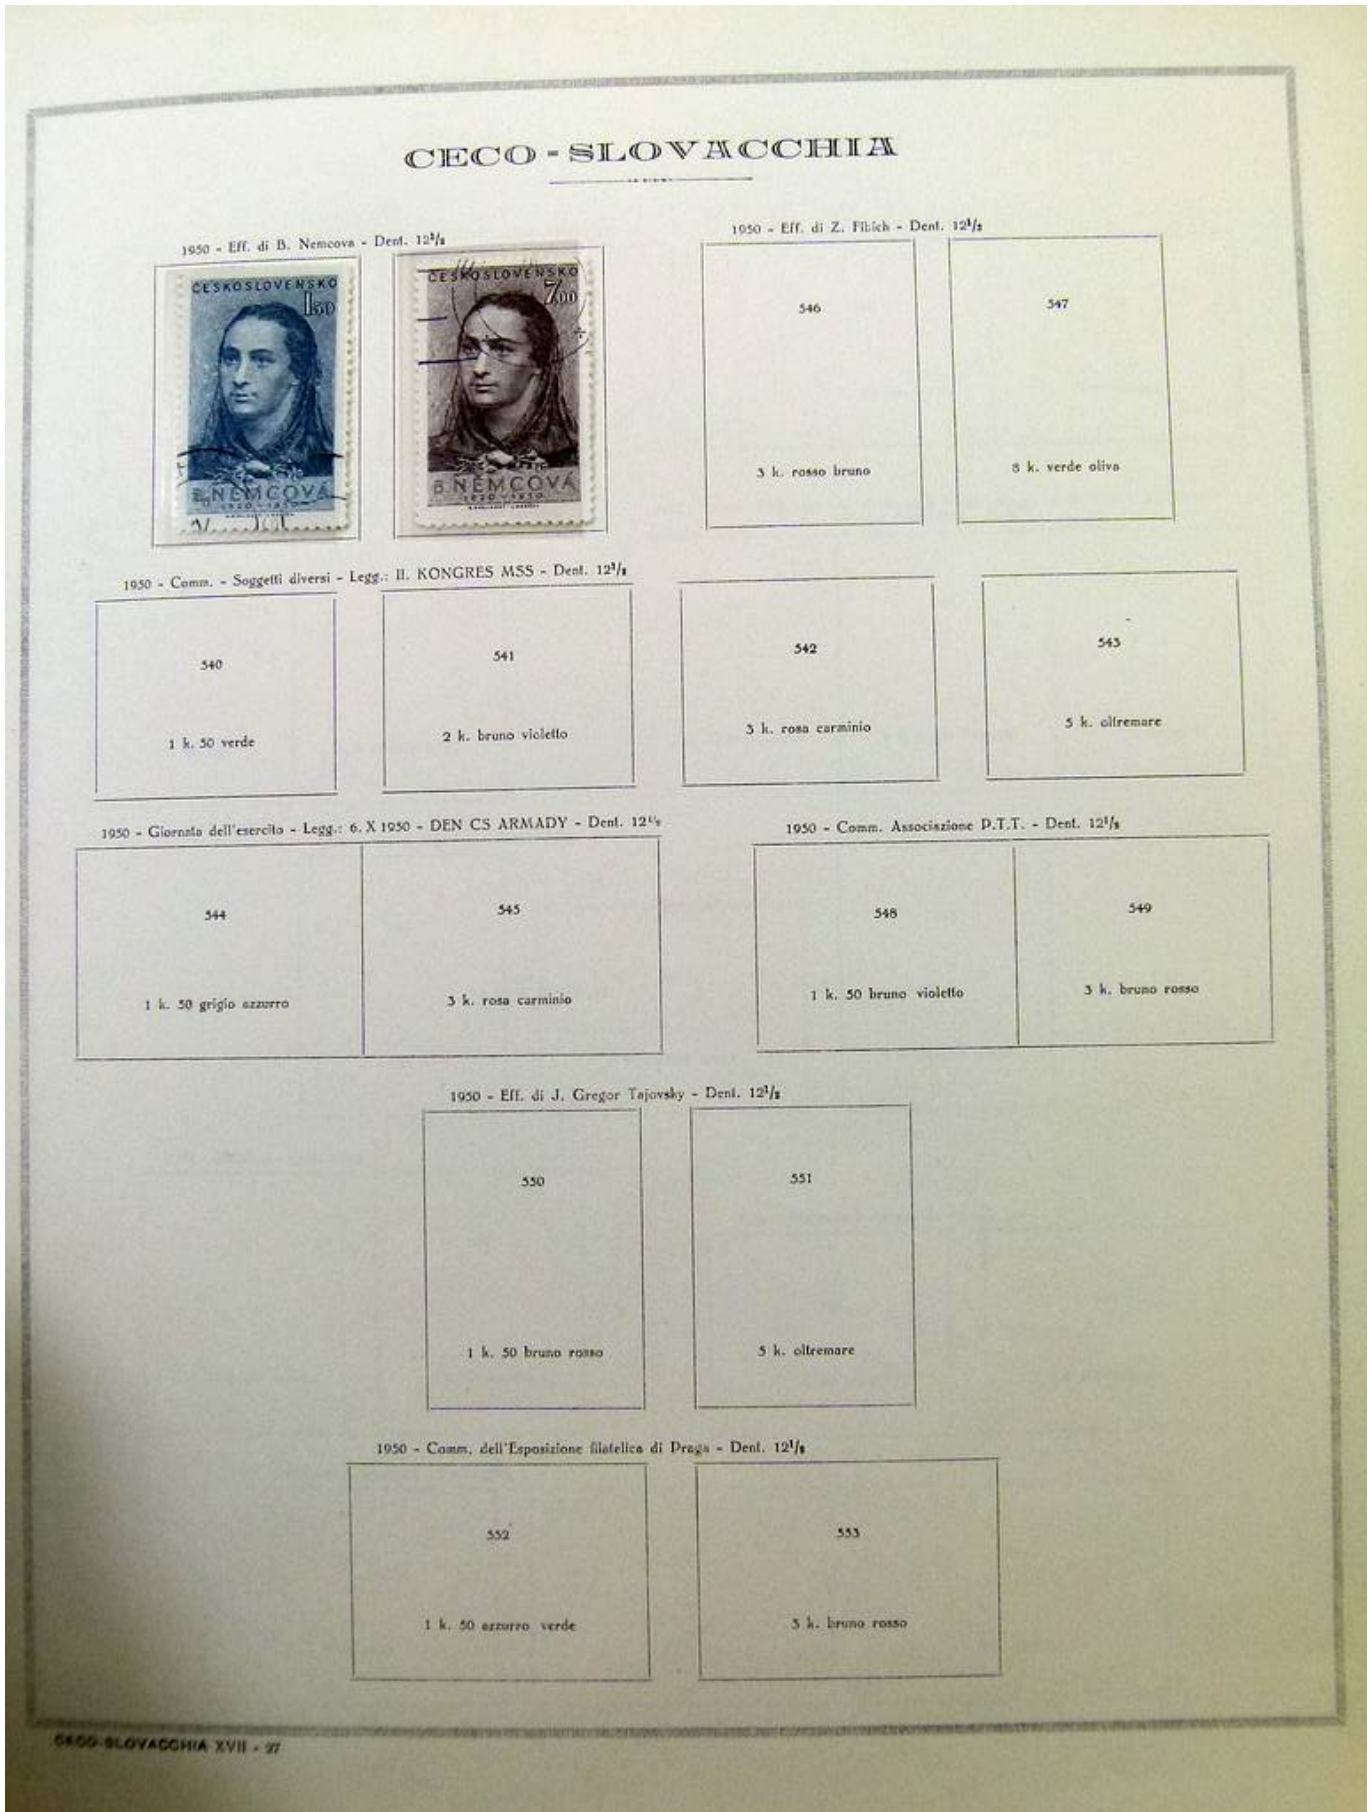 CECO-SLOVACCHIA
1950 - Eff. di B. Nemcova - Dent. 12½
1950 - Eff. di Z. Fibich - Dent. 12½
ČESKOSLOVENSKO
1,50
B. NĚMCOVÁ
1820-1950
ČESKOSLOVENSKO
7,00
B. NĚMCOVÁ
1820-1950
546
3 k. rosso bruno
547
8 k. verde oliva
1950 - Comm. - Soggetti diversi - Legg.: II. KONGRES MSS - Dent. 12½
540
1 k. 50 verde
541
2 k. bruno violetto
542
3 k. rosa carminio
543
5 k. oltremare
1950 - Giornata dell'esercito - Legg.: 6. X 1950 - DEN CS ARMADY - Dent. 12½
1950 - Comm. Associazione P.T.T. - Dent. 12½
544
1 k. 50 grigio azzurro
545
3 k. rosa carminio
548
1 k. 50 bruno violetto
549
3 k. bruno rosso
1950 - Eff. di J. Gregor Tajovsky - Dent. 12½
550
1 k. 50 bruno rosso
551
5 k. oltremare
1950 - Comm. dell'Esposizione filatelica di Praga - Dent. 12½
552
1 k. 50 azzurro verde
553
5 k. bruno rosso
CECO-SLOVACCHIA XVII - 27